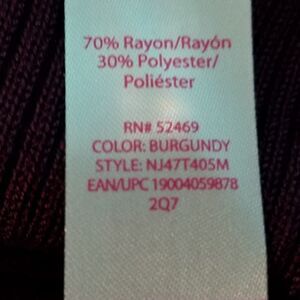 70% Rayon/Rayón
30% Polyester/
Poliéster
RN# 52469
COLOR: BURGUNDY
STYLE: NJ47T405M
EAN/UPC 19004059878
2Q7